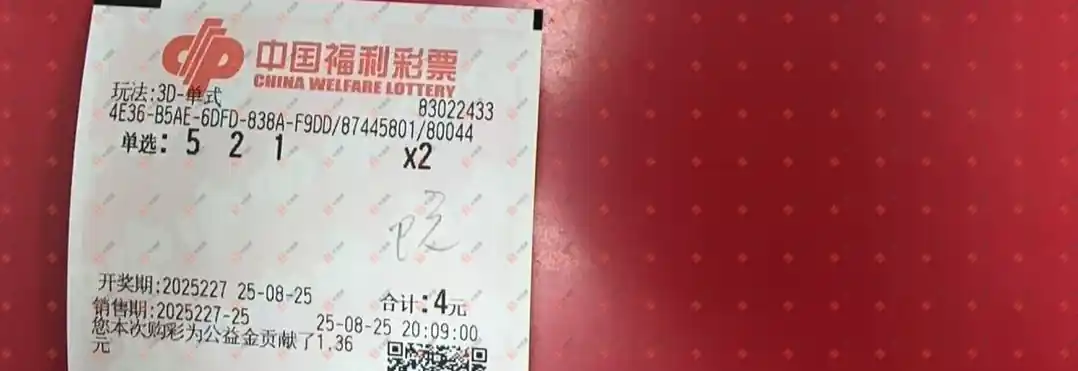 中国福利彩票
CHINA WELFARE LOTTERY
玩法:3D-单式
83022433
4E36-B5AE-6DFD-838A-F9DD/87445801/80044
单选: 5 2 1 x2
开奖期:2025227 25-08-25 合计:4元
销售期:2025227-25 25-08-25 20:09:00
您本次购彩为公益金贡献了1.36
元